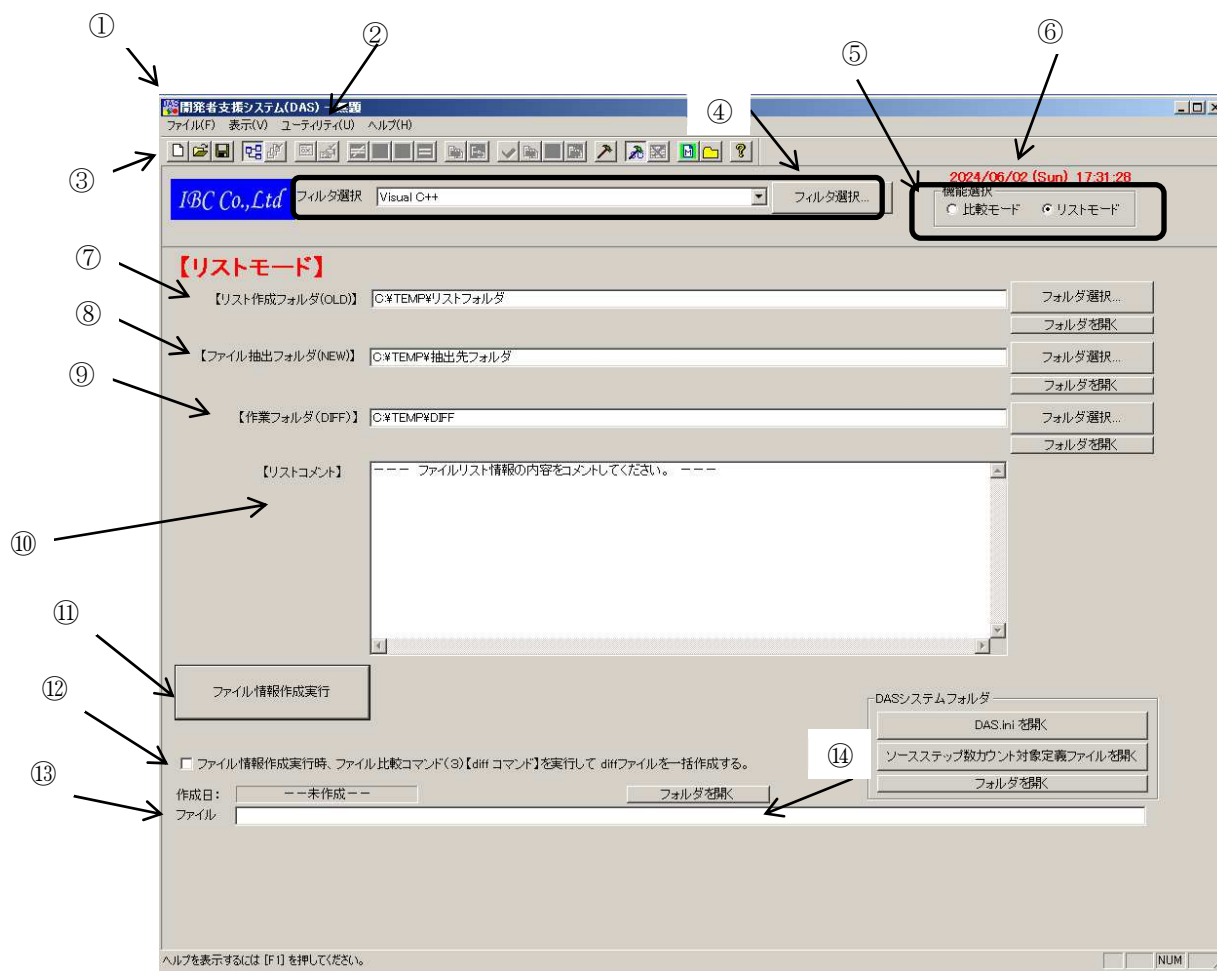 ①
②
⑥
⑤
開発者支援システム(DAS) - 無題
④
ファイル(F) 表示(V) ユーティリティ(U) ヘルプ(H)
③
2024/06/02 (Sun) 17:31:28
IBC Co.,Ltd
フィルタ選択
Visual C++
フィルタ選択...
機能選択
比較モード
リストモード
⑦
【リストモード】
【リスト作成フォルダ(OLD)】
C:¥TEMP¥リストフォルダ
フォルダ選択...
⑧
フォルダを開く
【ファイル抽出フォルダ(NEW)】
C:¥TEMP¥抽出先フォルダ
フォルダ選択...
⑨
フォルダを開く
【作業フォルダ(DIFF)】
C:¥TEMP¥DIFF
フォルダ選択...
フォルダを開く
【リストコメント】
ーーー ファイルリスト情報の内容をコメントしてください。 ーーー
⑩
⑪
ファイル情報作成実行
⑫
DASシステムフォルダ
DAS.ini を開く
⑭
ソースステップ数カウント対象定義ファイルを開く
ファイル情報作成実行時、ファイル比較コマンド(3)【diff コマンド】を実行して diffファイルを一括作成する。
⑬
フォルダを開く
作成日:
ーー未作成ーー
フォルダを開く
ファイル
ヘルプを表示するには [F1] を押してください。
NUM